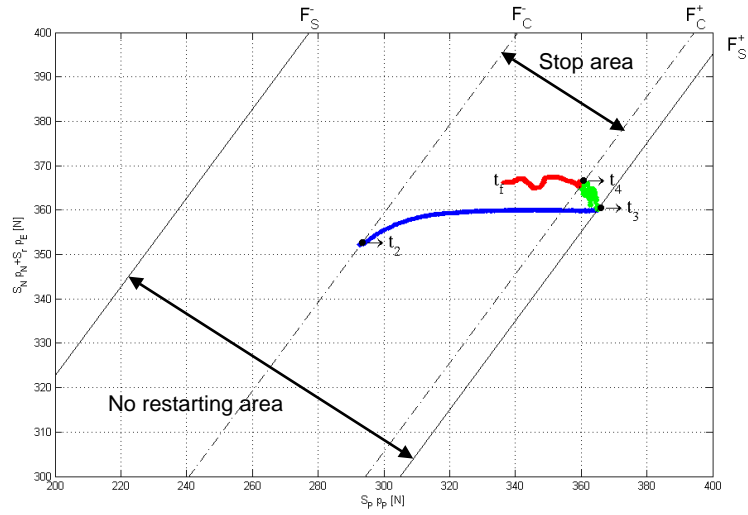 F_S^- F_C^- F_C^+ F_S^+
Stop area
No restarting area
t_f
t_4
t_3
t_2
S_N p_N+S_r p_E [N]
400
390
380
370
360
350
340
330
320
310
300
200 220 240 260 280 300 320 340 360 380 400
S_P p_P [N]